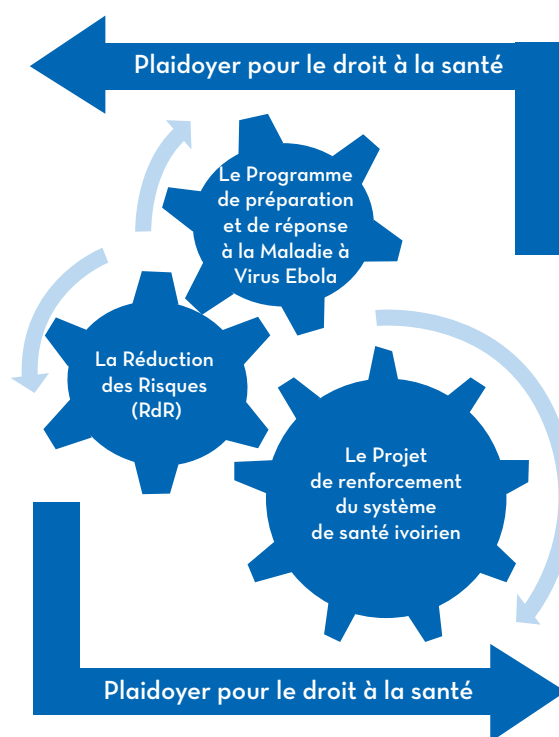 Plaidoyer pour le droit à la santé
Le Programme
de préparation
et de réponse
à la Maladie à
Virus Ebola
La Réduction
des Risques
(RdR)
Le Projet
de renforcement
du système
de santé ivoirien
Plaidoyer pour le droit à la santé